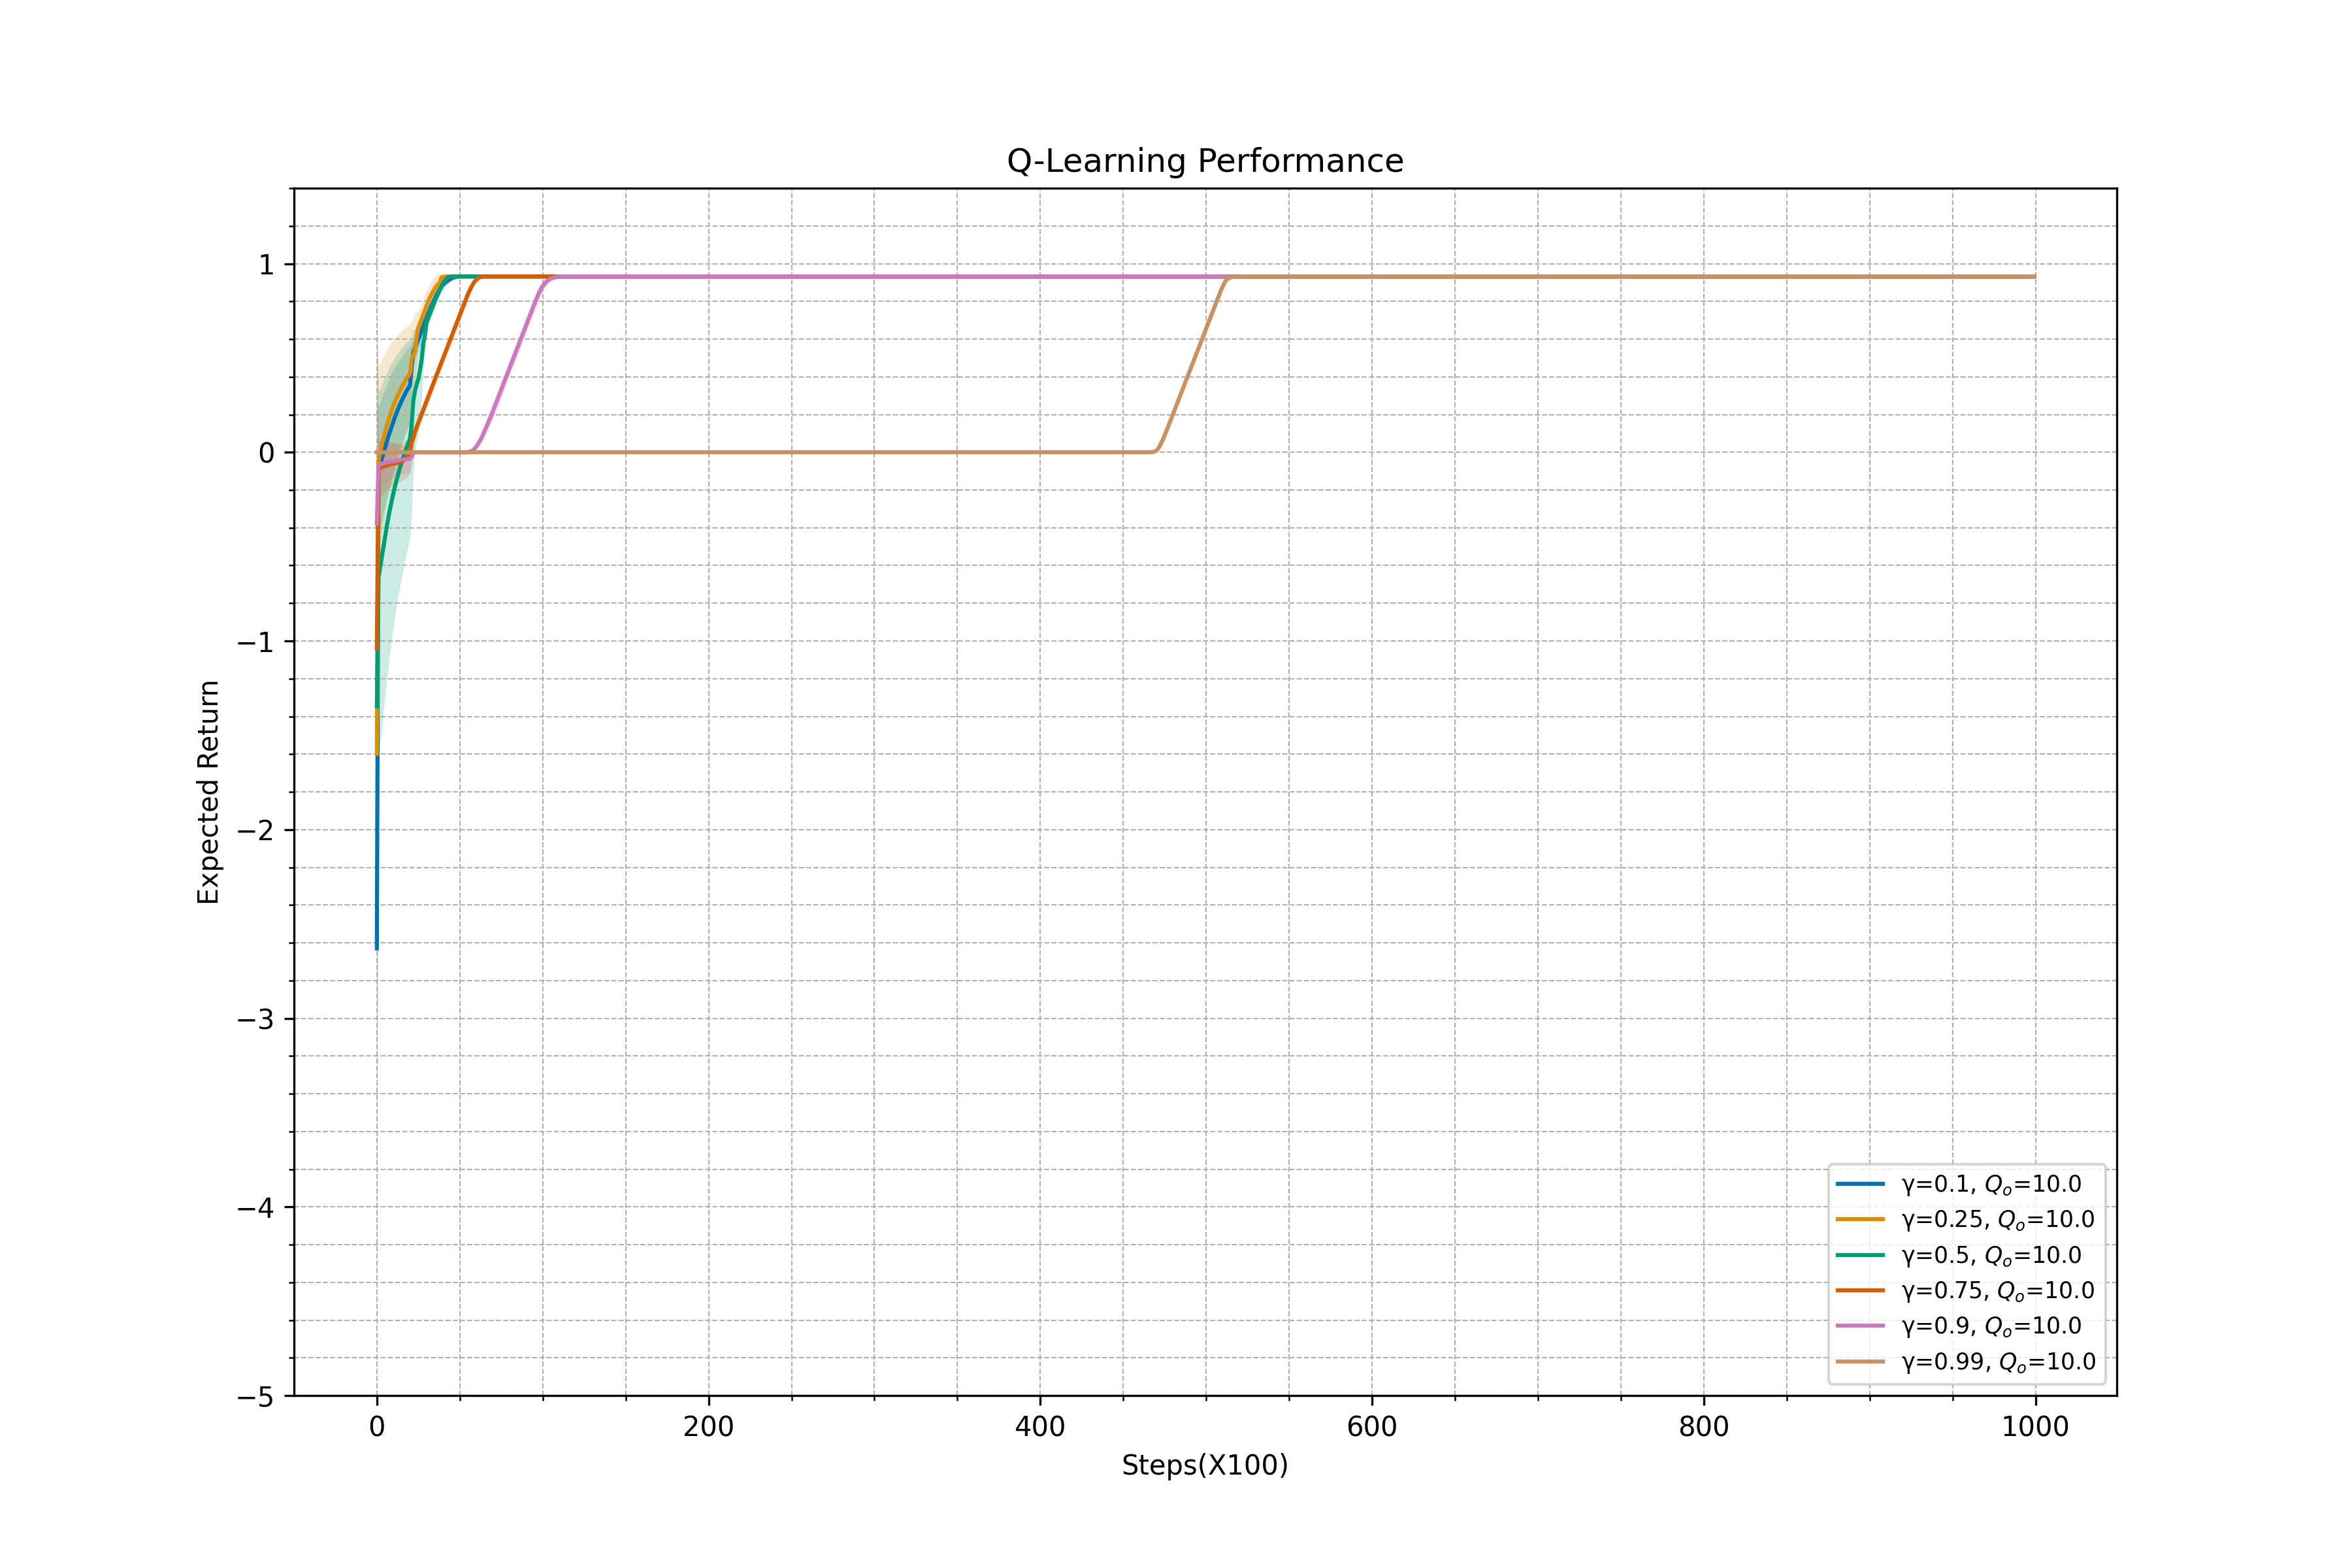 Q-Learning Performance
1
0
−1
−2
−3
−4
−5
Expected Return
0
200
400
600
800
1000
Steps(X100)
γ=0.1, Qₒ=10.0
γ=0.25, Qₒ=10.0
γ=0.5, Qₒ=10.0
γ=0.75, Qₒ=10.0
γ=0.9, Qₒ=10.0
γ=0.99, Qₒ=10.0